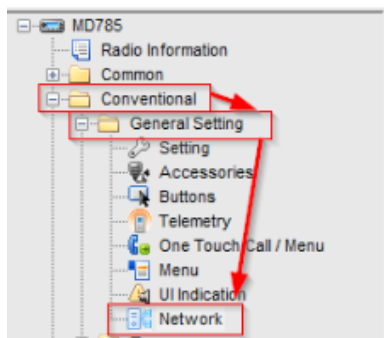 MD785
Radio Information
Common
Conventional
General Setting
Setting
Accessories
Buttons
Telemetry
One Touch Call / Menu
Menu
UI Indication
Network